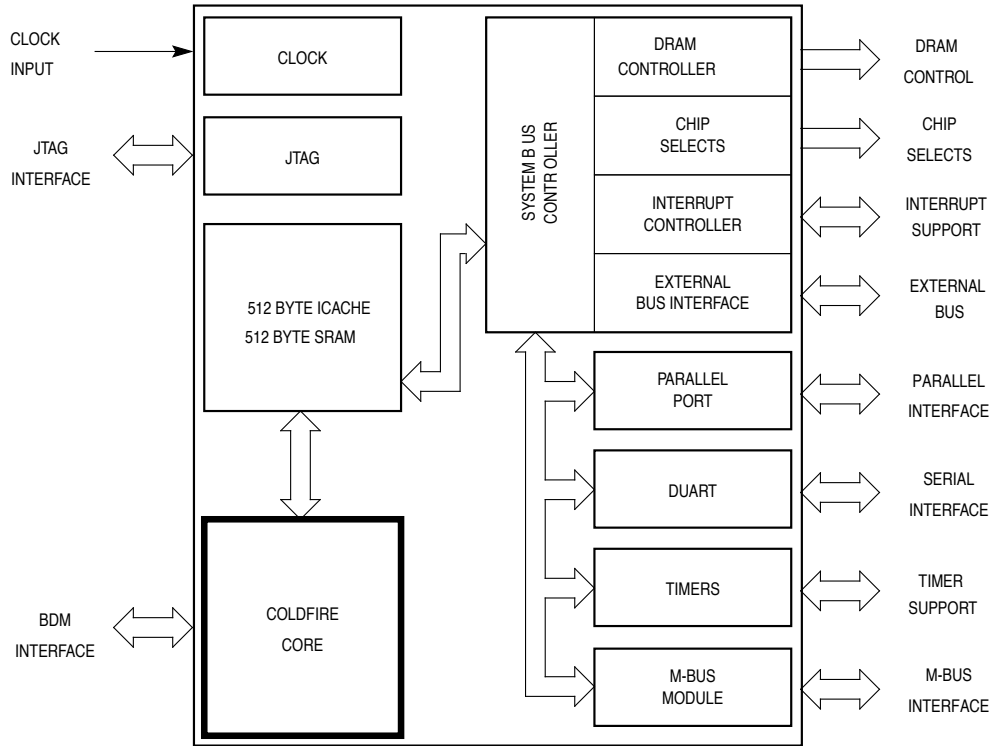 CLOCK
INPUT
CLOCK
JTAG
INTERFACE
JTAG
512 BYTE ICACHE
512 BYTE SRAM
BDM
INTERFACE
COLDFIRE
CORE
SYSTEM B US
CONTR OLLER
DRAM
CONTROLLER
CHIP
SELECTS
INTERRUPT
CONTROLLER
EXTERNAL
BUS INTERFACE
PARALLEL
PORT
DUART
TIMERS
M-BUS
MODULE
DRAM
CONTROL
CHIP
SELECTS
INTERRUPT
SUPPORT
EXTERNAL
BUS
PARALLEL
INTERFACE
SERIAL
INTERFACE
TIMER
SUPPORT
M-BUS
INTERFACE